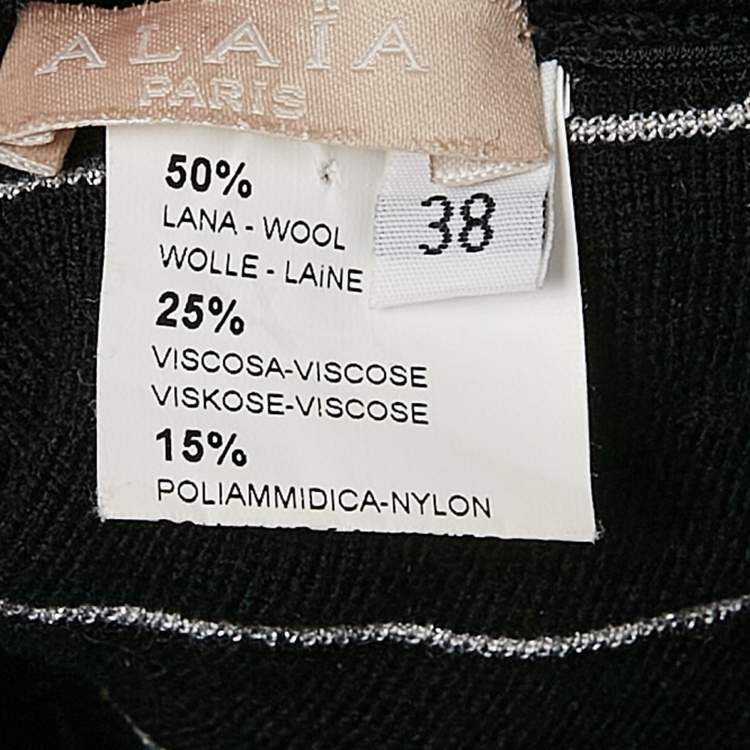 ALAÏA
PARIS
50%
LANA - WOOL
WOLLE - LAiNE
38
25%
VISCOSA-VISCOSE
VISKOSE-VISCOSE
15%
POLIAMMIDICA-NYLON